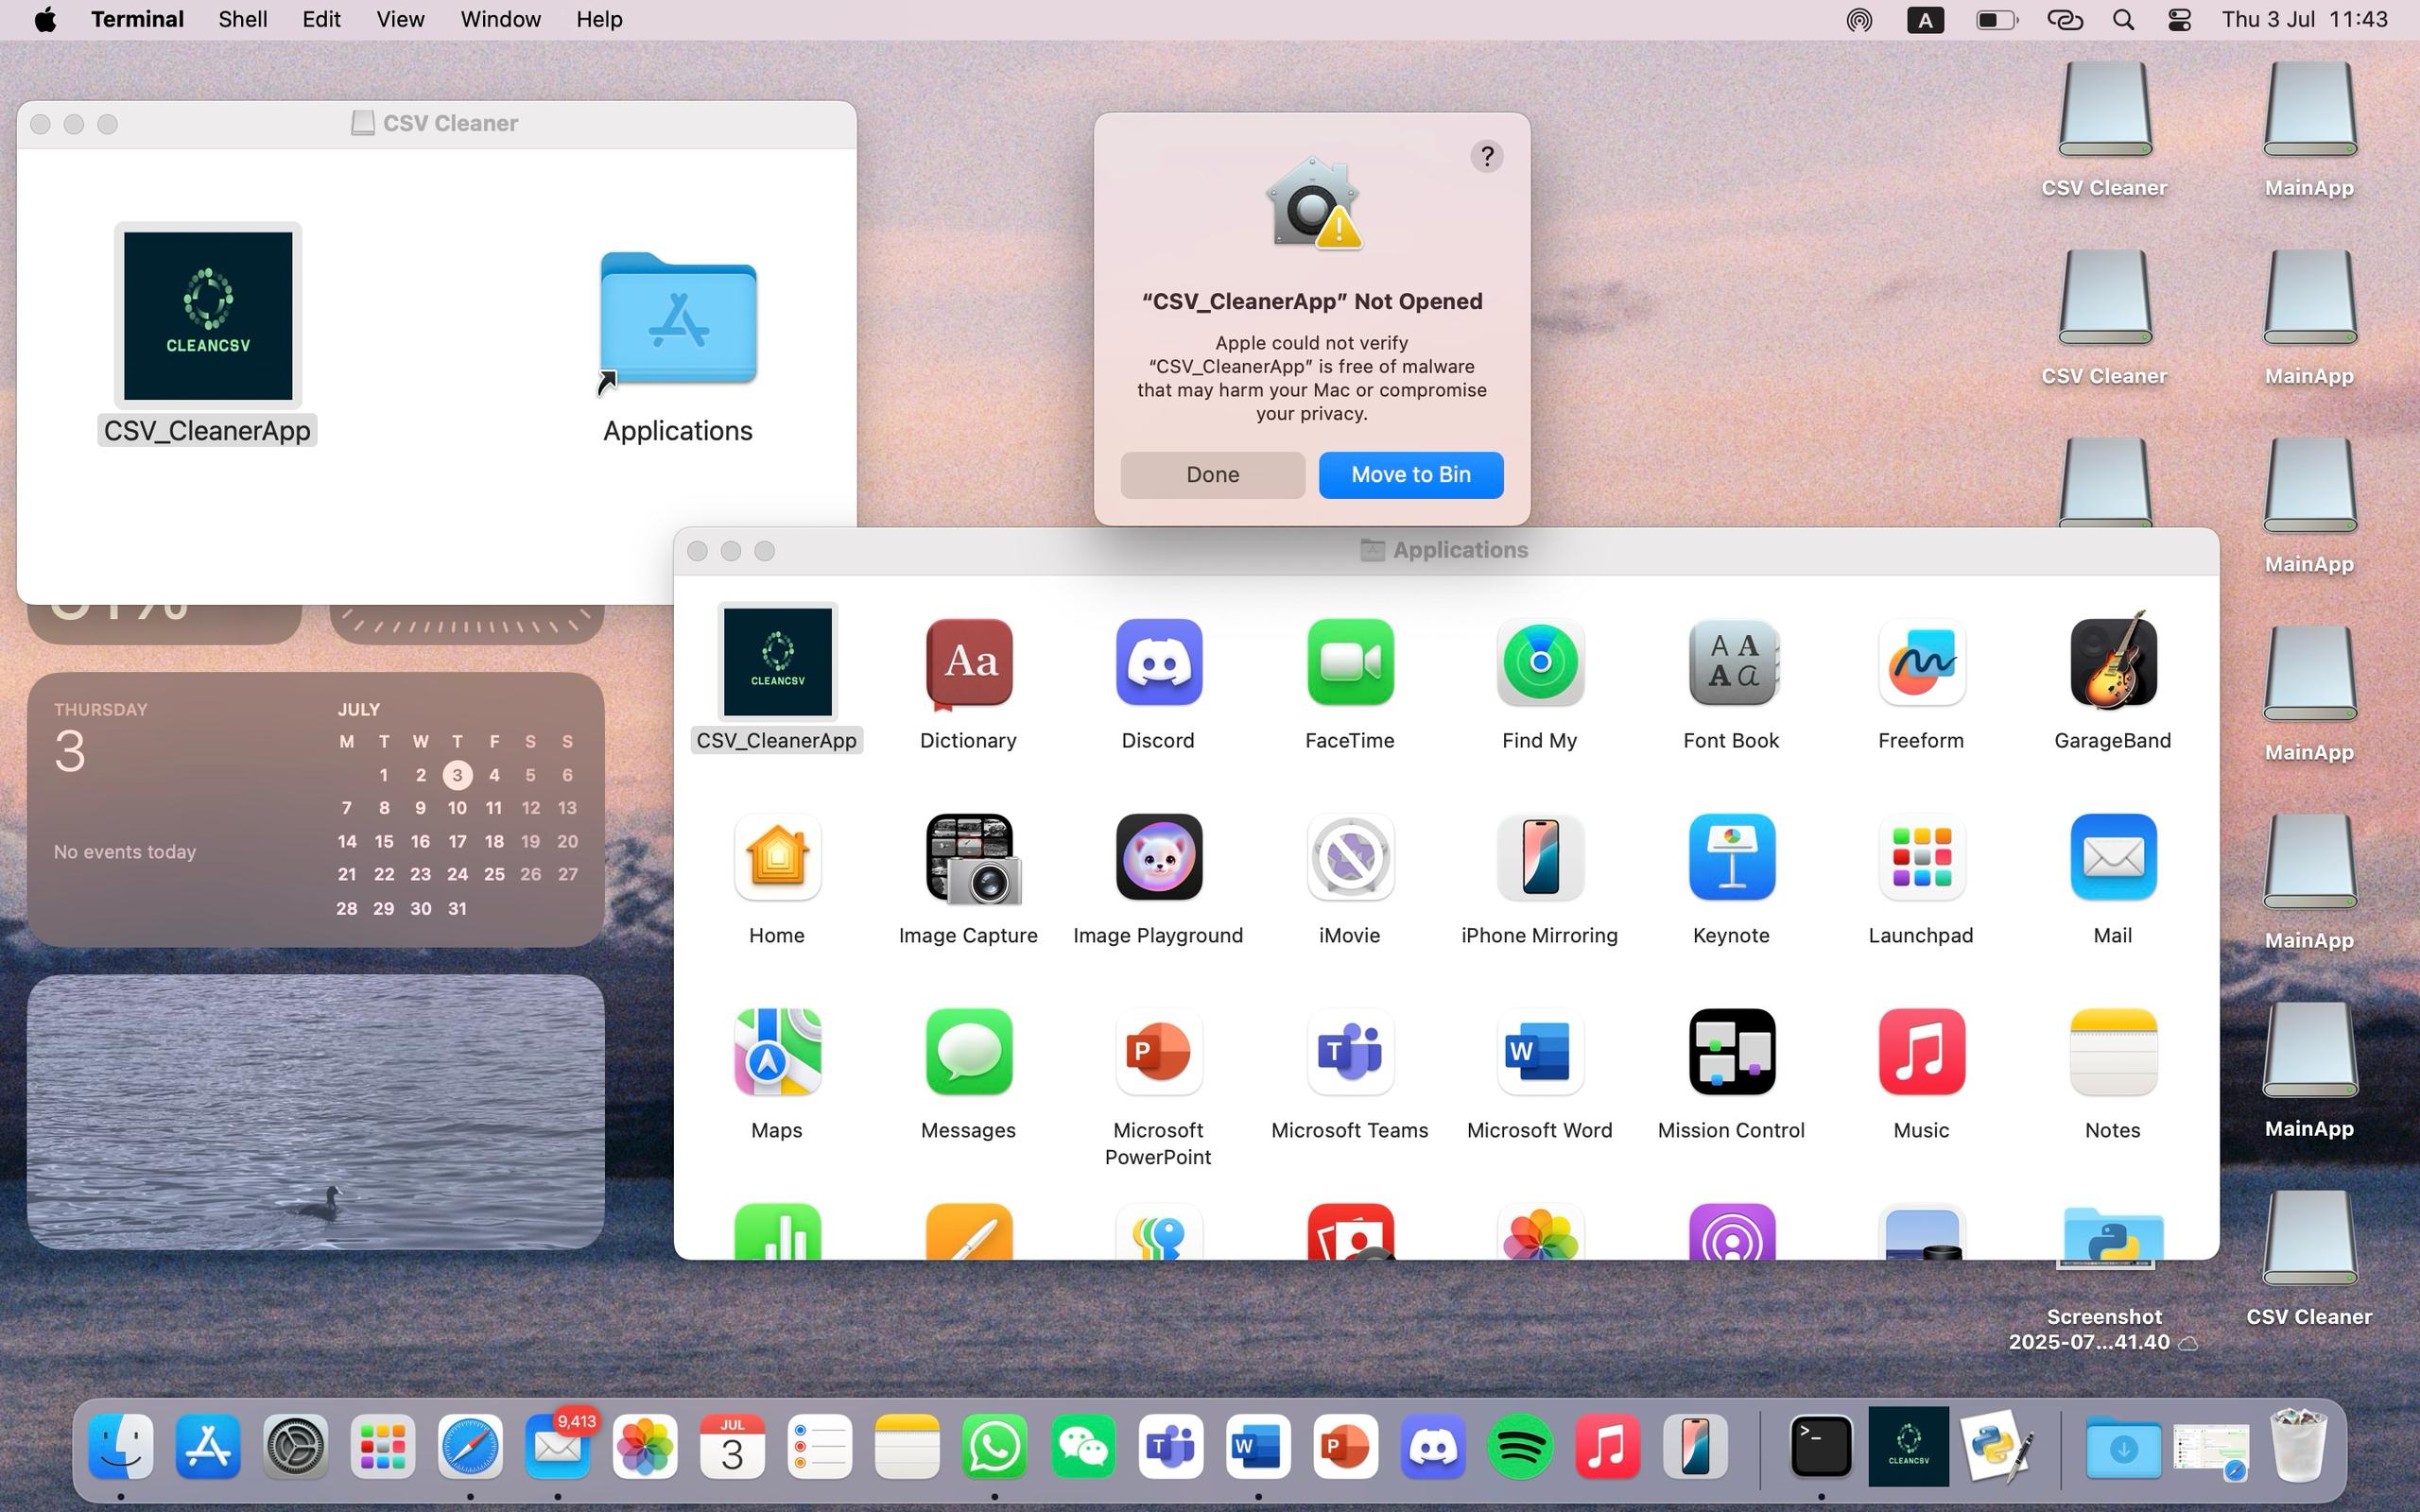 Terminal Shell Edit View Window Help
A
Thu 3 Jul 11:43
CSV Cleaner
CLEANCSV
CSV_CleanerApp
Applications
?
“CSV_CleanerApp” Not Opened
Apple could not verify
“CSV_CleanerApp” is free of malware
that may harm your Mac or compromise
your privacy.
Done
Move to Bin
CSV Cleaner
MainApp
CSV Cleaner
MainApp
MainApp
MainApp
MainApp
MainApp
CSV Cleaner
Screenshot
2025-07...41.40
THURSDAY
3
No events today
JULY
M T W T F S S
1 2 3 4 5 6
7 8 9 10 11 12 13
14 15 16 17 18 19 20
21 22 23 24 25 26 27
28 29 30 31
Applications
CLEANCSV
Aa
A A
A a
CSV_CleanerApp
Dictionary
Discord
FaceTime
Find My
Font Book
Freeform
GarageBand
Home
Image Capture
Image Playground
iMovie
iPhone Mirroring
Keynote
Launchpad
Mail
P
T
W
Maps
Messages
Microsoft
PowerPoint
Microsoft Teams
Microsoft Word
Mission Control
Music
Notes
9,413
JUL
3
T
W
P
>_
CLEANCSV